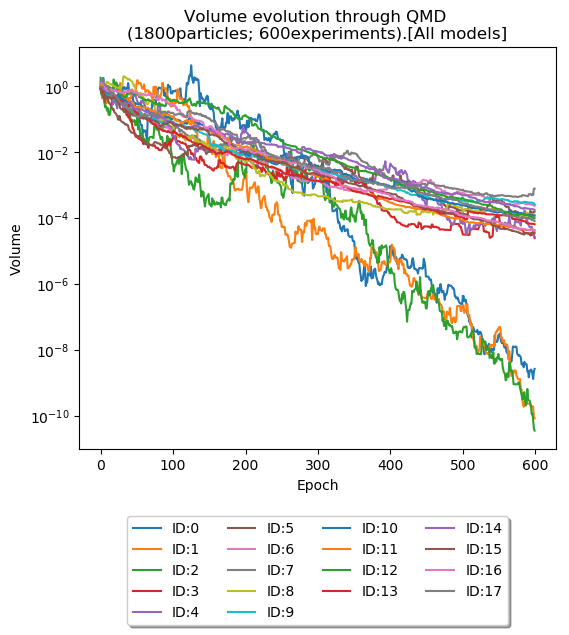 Volume evolution through QMD
(1800particles; 600experiments).[All models]
Volume
10⁰
10⁻²
10⁻⁴
10⁻⁶
10⁻⁸
10⁻¹⁰
0 100 200 300 400 500 600
Epoch
ID:0 ID:5 ID:10 ID:14
ID:1 ID:6 ID:11 ID:15
ID:2 ID:7 ID:12 ID:16
ID:3 ID:8 ID:13 ID:17
ID:4 ID:9